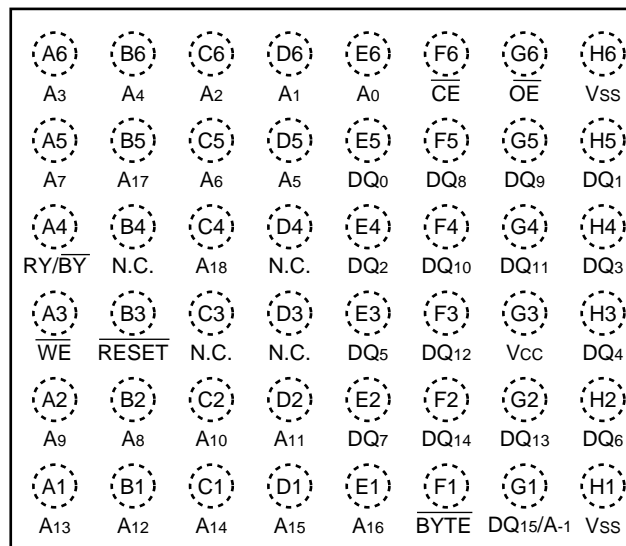 A6 B6 C6 D6 E6 F6 G6 H6
A3 A4 A2 A1 A0 CE OE VSS
A5 B5 C5 D5 E5 F5 G5 H5
A7 A17 A6 A5 DQ0 DQ8 DQ9 DQ1
A4 B4 C4 D4 E4 F4 G4 H4
RY/BY N.C. A18 N.C. DQ2 DQ10 DQ11 DQ3
A3 B3 C3 D3 E3 F3 G3 H3
WE RESET N.C. N.C. DQ5 DQ12 VCC DQ4
A2 B2 C2 D2 E2 F2 G2 H2
A9 A8 A10 A11 DQ7 DQ14 DQ13 DQ6
A1 B1 C1 D1 E1 F1 G1 H1
A13 A12 A14 A15 A16 BYTE DQ15/A-1 VSS